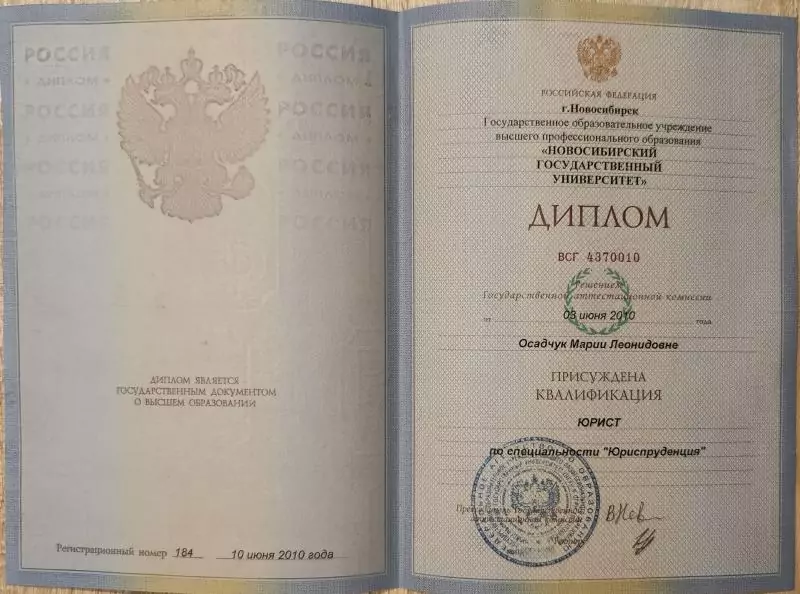 РОССИЯ РОССИЯ
ДИПЛОМ ЯВЛЯЕТСЯ
ГОСУДАРСТВЕННЫМ ДОКУМЕНТОМ
О ВЫСШЕМ ОБРАЗОВАНИИ
Регистрационный номер 184 10 июня 2010 года
РОССИЙСКАЯ ФЕДЕРАЦИЯ
г.Новосибирск
Государственное образовательное учреждение
высшего профессионального образования
«НОВОСИБИРСКИЙ
ГОСУДАРСТВЕННЫЙ
УНИВЕРСИТЕТ»
ДИПЛОМ
ВСГ 4370010
Решением
Государственной аттестационной комиссии
от 03 июня 2010 года
Осадчук Марии Леонидовне
ПРИСУЖДЕНА
КВАЛИФИКАЦИЯ
ЮРИСТ
по специальности "Юриспруденция"